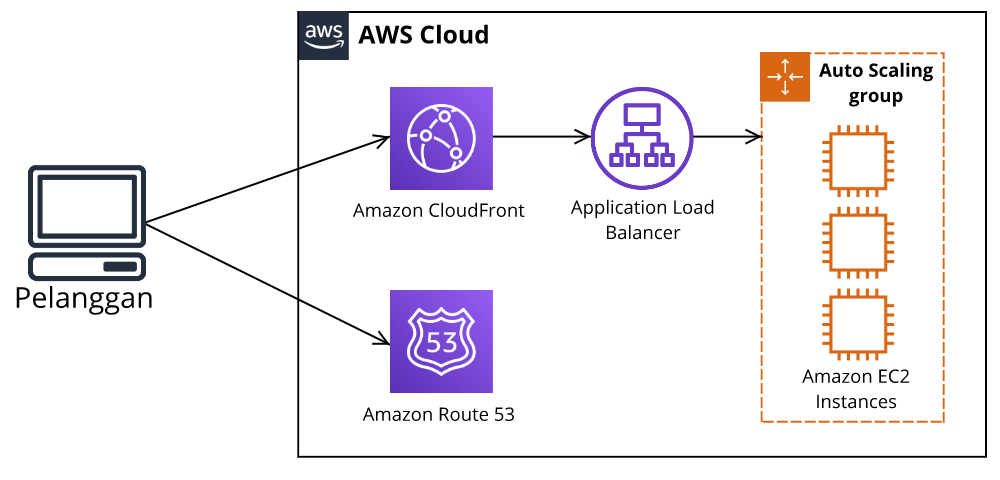 aws
AWS Cloud
Auto Scaling
group
Amazon CloudFront
Application Load
Balancer
Pelanggan
53
Amazon Route 53
Amazon EC2
Instances